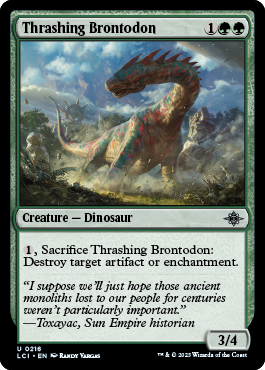 Thrashing Brontodon 1
Creature — Dinosaur
1, Sacrifice Thrashing Brontodon:
Destroy target artifact or enchantment.
“I suppose we’ll just hope those ancient
monoliths lost to our people for centuries
weren’t particularly important.”
—Toxayac, Sun Empire historian
3/4
U 0216
LCI • EN RANDY VARGAS ™ & © 2023 Wizards of the Coast